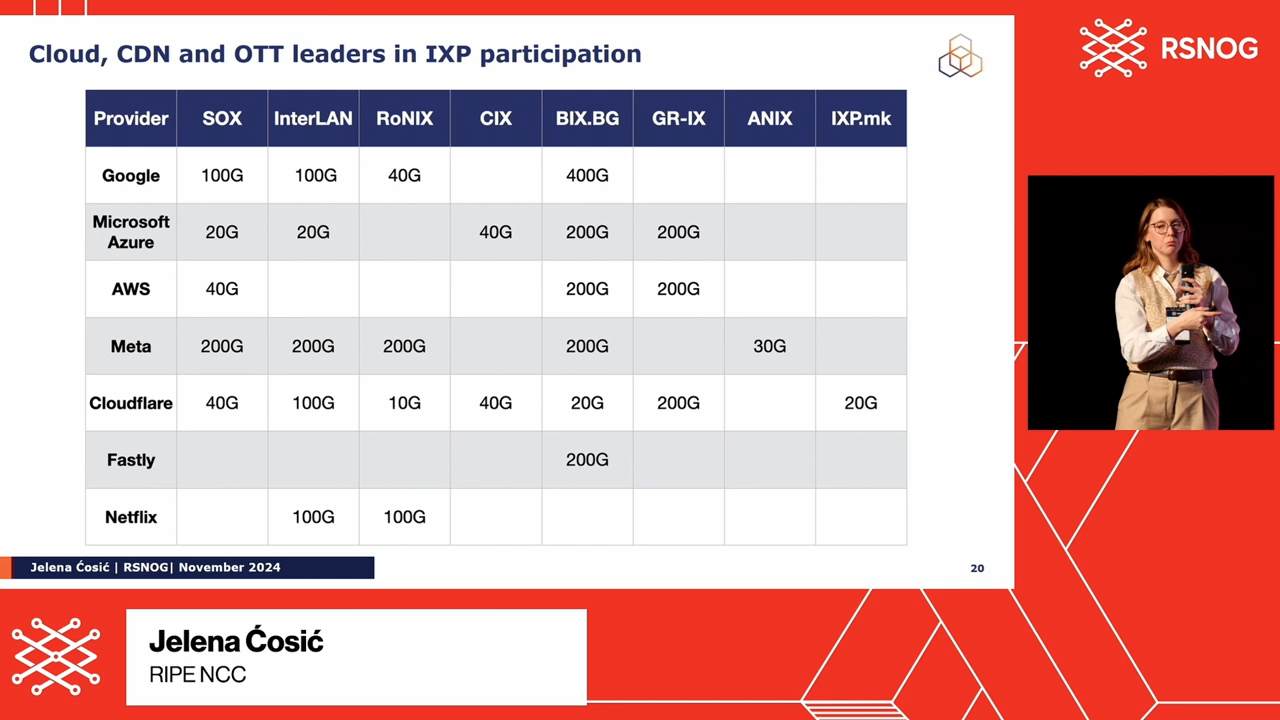 Cloud, CDN and OTT leaders in IXP participation
RSNOG
Provider SOX InterLAN RoNIX CIX BIX.BG GR-IX ANIX IXP.mk
Google 100G 100G 40G 400G
Microsoft Azure 20G 20G 40G 200G 200G
AWS 40G 200G 200G
Meta 200G 200G 200G 200G 30G
Cloudflare 40G 100G 10G 40G 20G 200G 20G
Fastly 200G
Netflix 100G 100G
Jelena Ćosić | RSNOG| November 2024
20
Jelena Ćosić
RIPE NCC